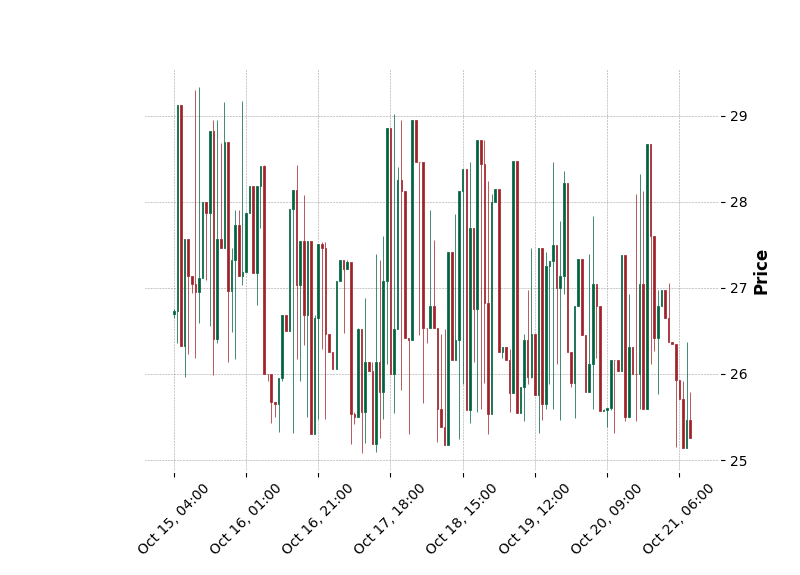 29
28
27
26
25
Price
Oct 15, 04:00
Oct 16, 01:00
Oct 16, 21:00
Oct 17, 18:00
Oct 18, 15:00
Oct 19, 12:00
Oct 20, 09:00
Oct 21, 06:00